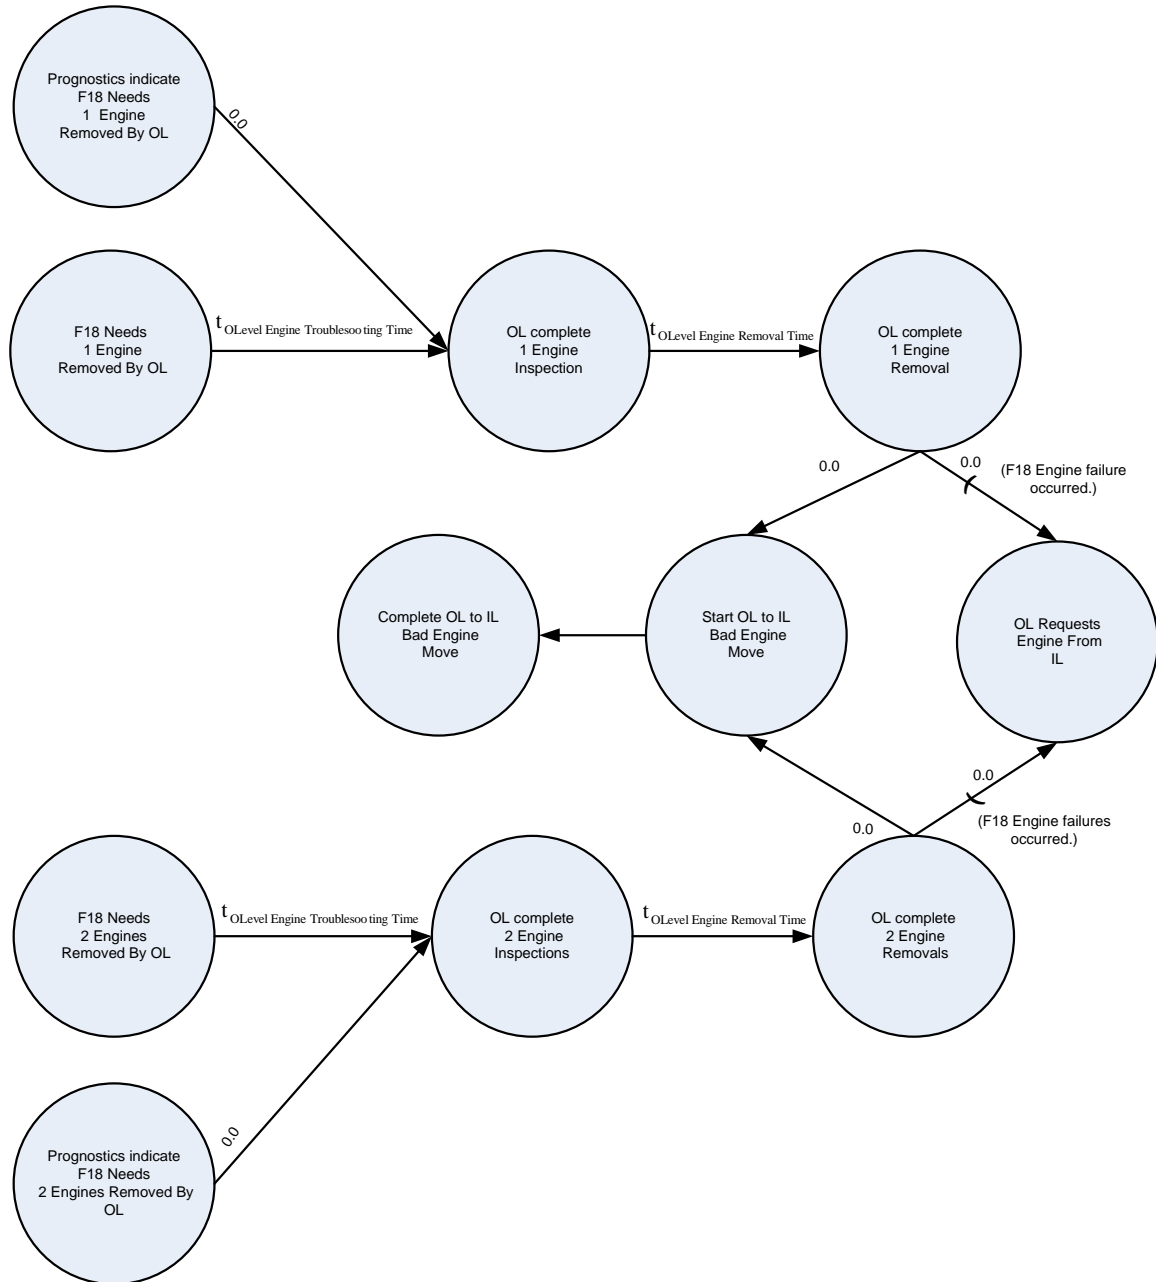 Prognostics indicate
F18 Needs
1 Engine
Removed By OL
0.0
F18 Needs
1 Engine
Removed By OL
t OLevel Engine Troublesooting Time
OL complete
1 Engine
Inspection
t OLevel Engine Removal Time
OL complete
1 Engine
Removal
0.0
0.0
(F18 Engine failure
occurred.)
Complete OL to IL
Bad Engine
Move
Start OL to IL
Bad Engine
Move
OL Requests
Engine From
IL
0.0
0.0
(F18 Engine failures
occurred.)
F18 Needs
2 Engines
Removed By OL
t OLevel Engine Troublesooting Time
OL complete
2 Engine
Inspections
t OLevel Engine Removal Time
OL complete
2 Engine
Removals
0.0
Prognostics indicate
F18 Needs
2 Engines Removed By
OL